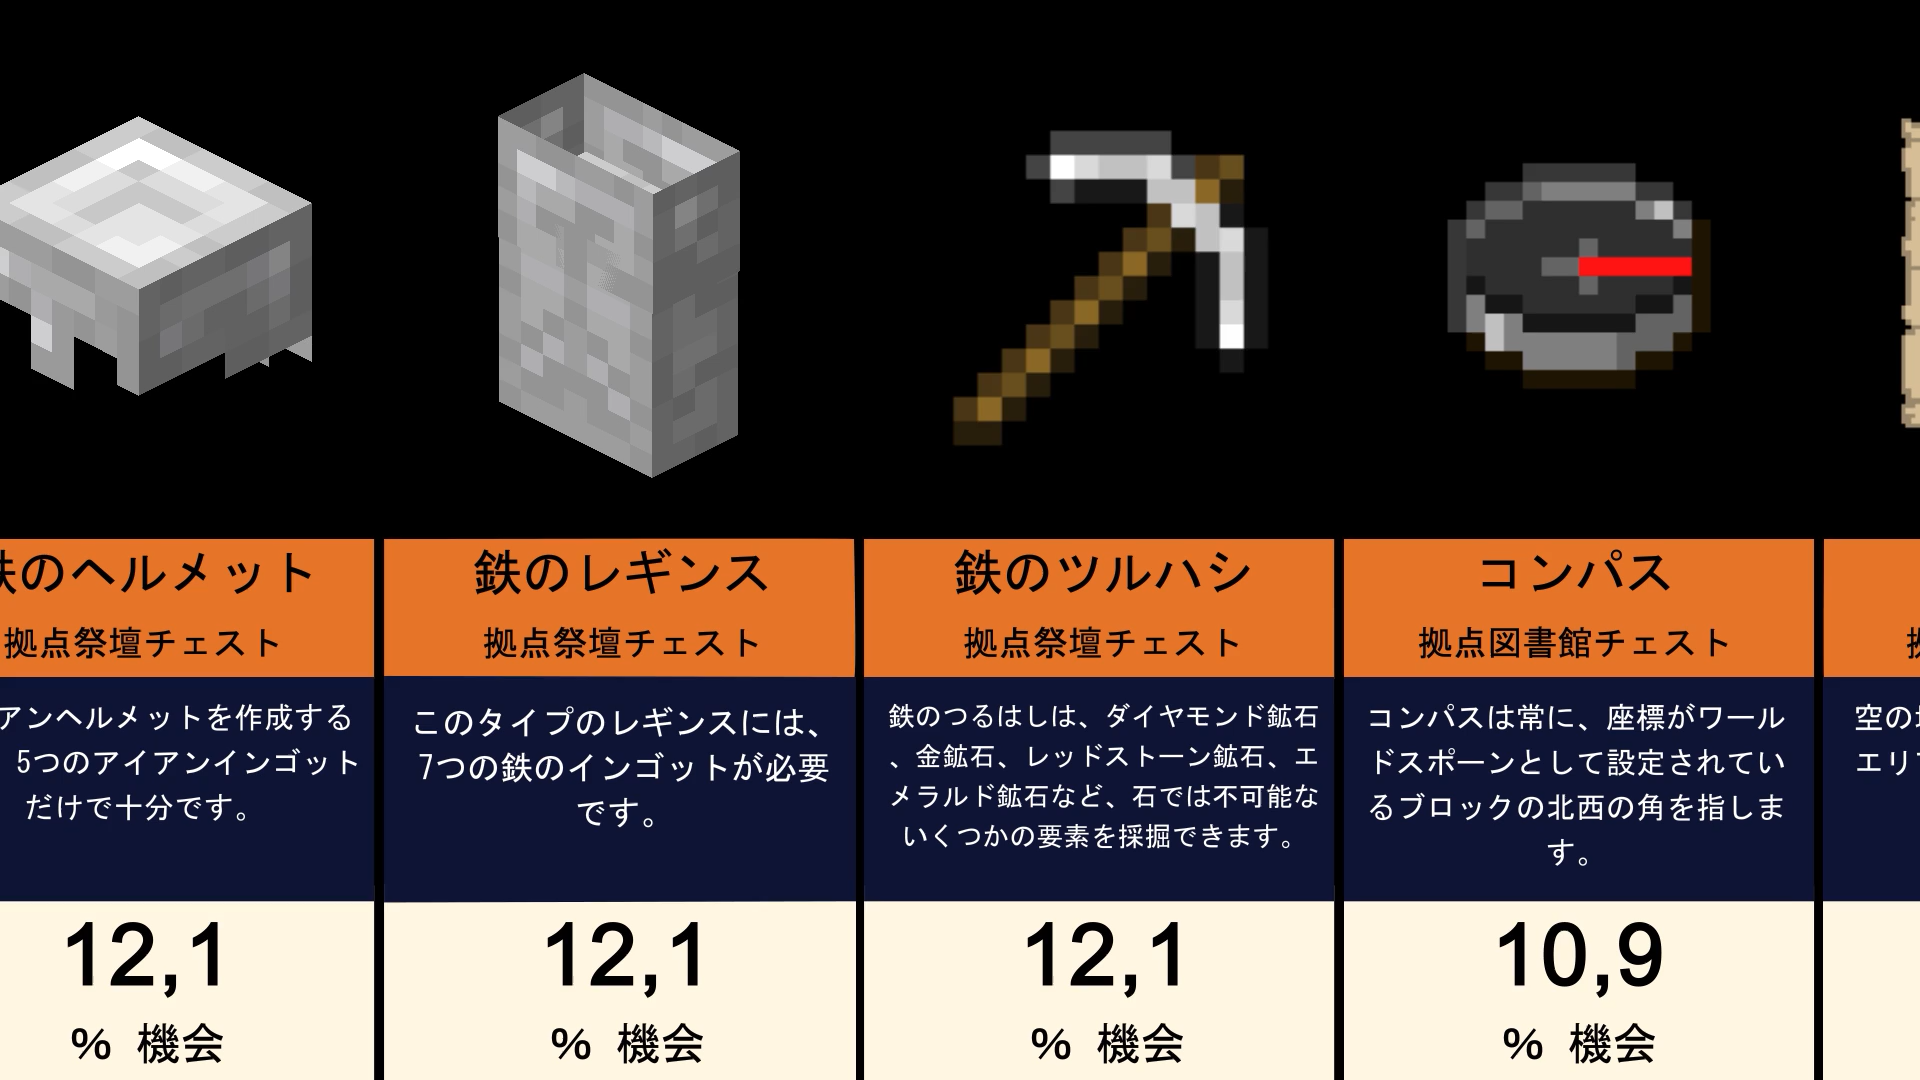 鉄のヘルメット
拠点祭壇チェスト
アンヘルメットを作成する
5つのアイアンインゴット
だけで十分です。
12,1
% 機会
鉄のレギンス
拠点祭壇チェスト
このタイプのレギンスには、
7つの鉄のインゴットが必要
です。
12,1
% 機会
鉄のツルハシ
拠点祭壇チェスト
鉄のつるはしは、ダイヤモンド鉱石
、金鉱石、レッドストーン鉱石、エ
メラルド鉱石など、石では不可能な
いくつかの要素を採掘できます。
12,1
% 機会
コンパス
拠点図書館チェスト
コンパスは常に、座標がワール
ドスポーンとして設定されてい
るブロックの北西の角を指しま
す。
10,9
% 機会
空の
エリ